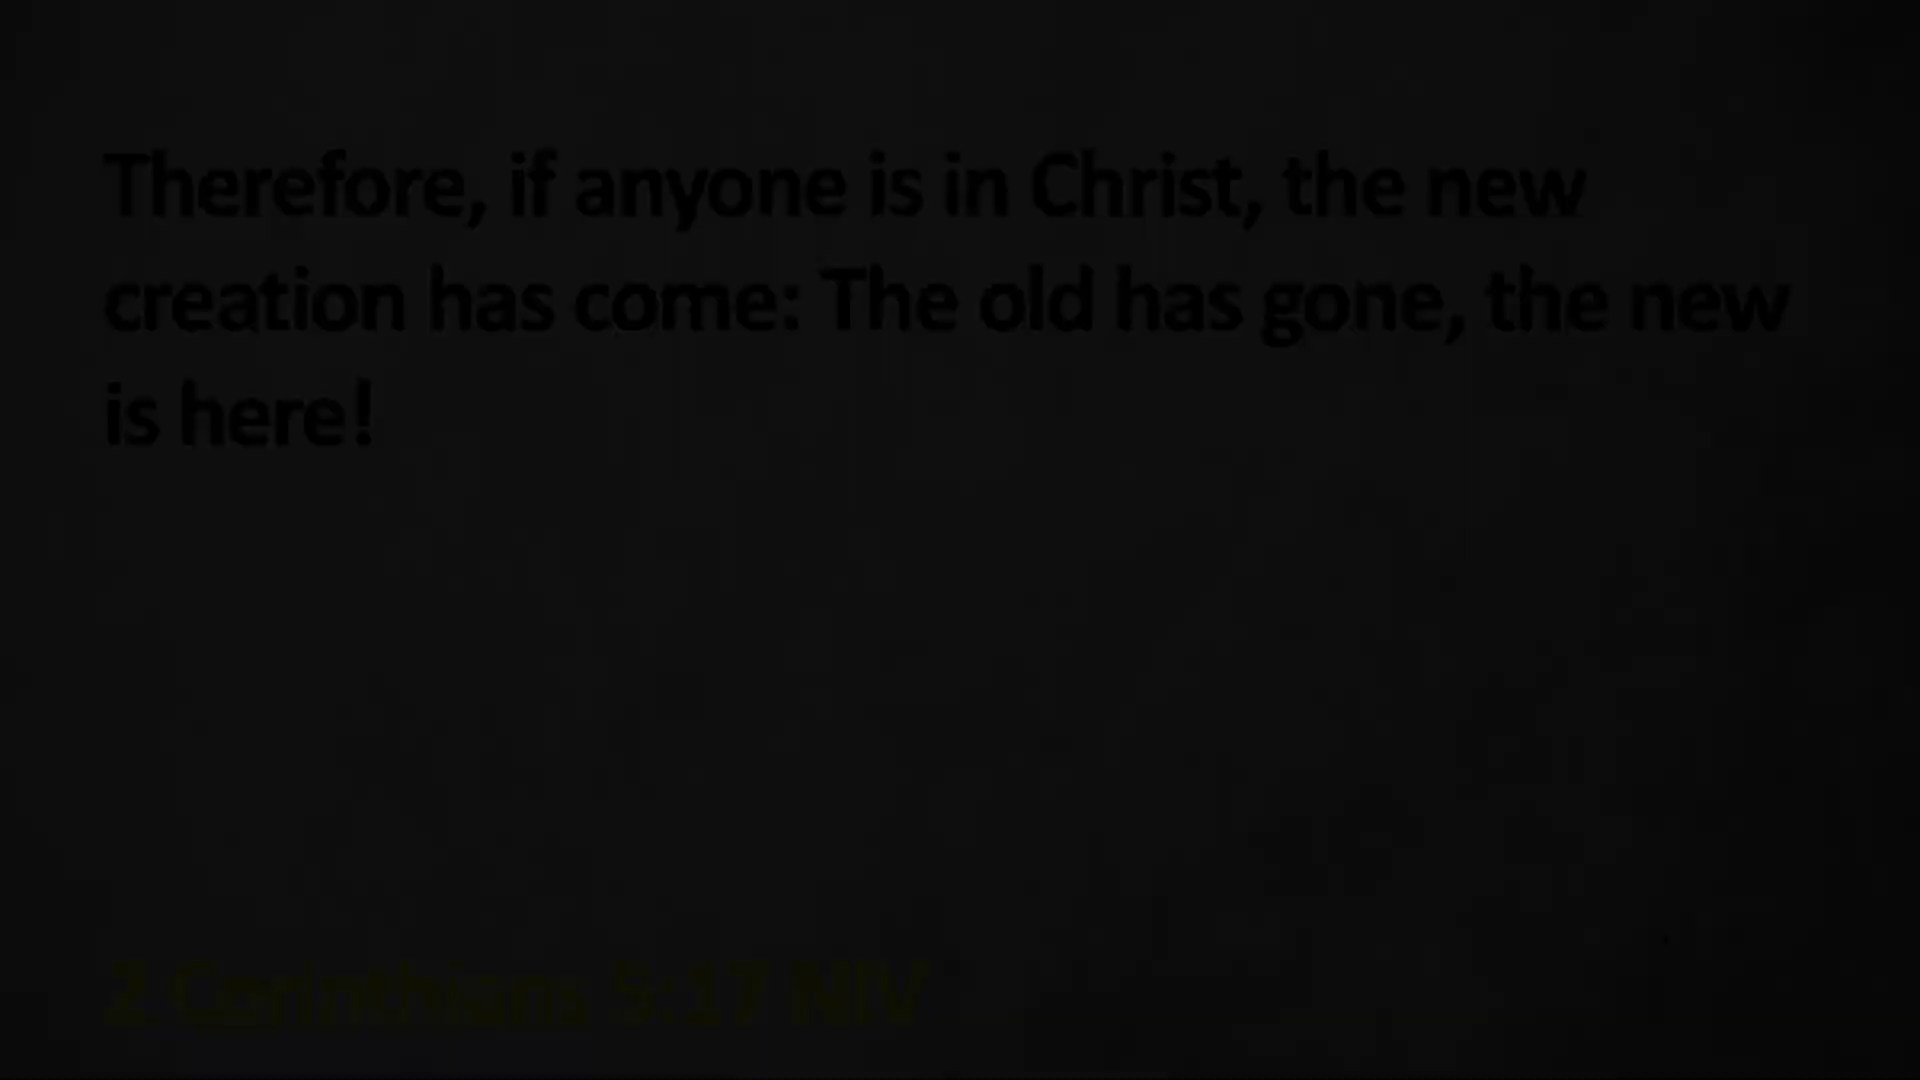 Therefore, if anyone is in Christ, the new
creation has come: The old has gone, the new
is here!
2 Corinthians 5:17 NIV